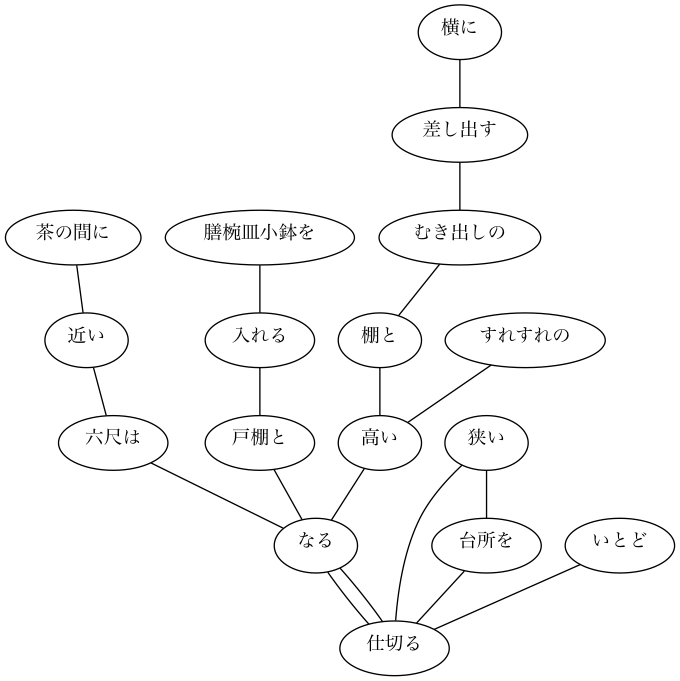 横に
差し出す
茶の間に
膳椀皿小鉢を
むき出しの
近い
入れる
棚と
すれすれの
六尺は
戸棚と
高い
狭い
なる
台所を
いとど
仕切る